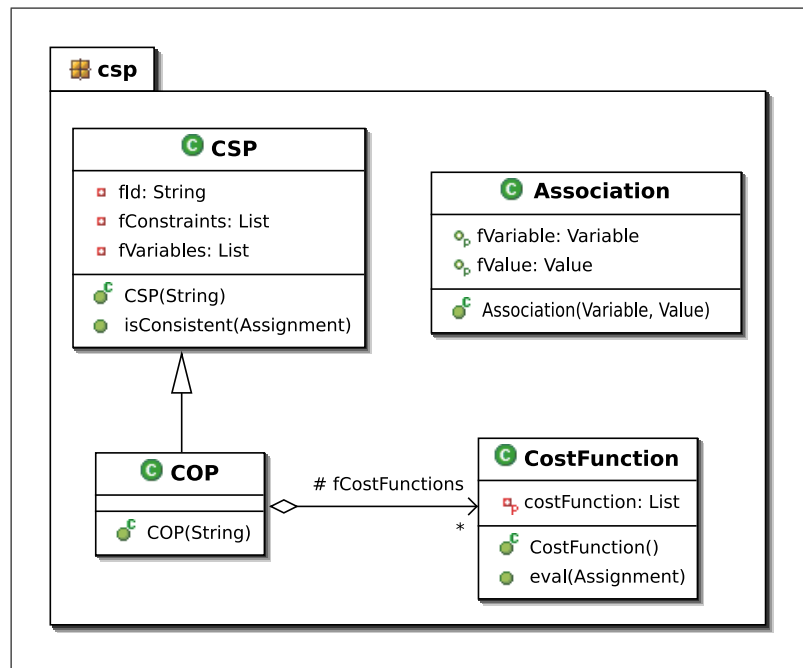 csp
C CSP
fId: String
fConstraints: List
fVariables: List
C CSP(String)
isConsistent(Assignment)
C Association
P fVariable: Variable
P fValue: Value
C Association(Variable, Value)
C COP
C COP(String)
# fCostFunctions
*
C CostFunction
P costFunction: List
C CostFunction()
eval(Assignment)